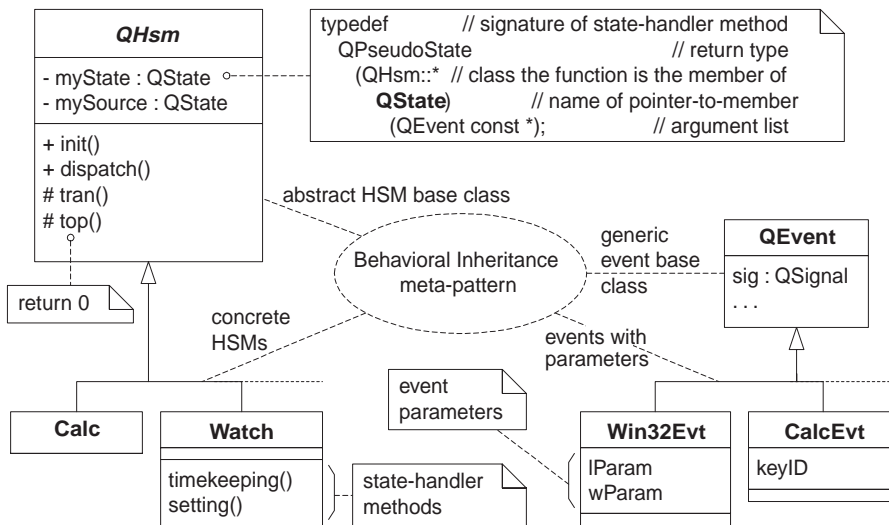 QHsm
- myState : QState
- mySource : QState
+ init()
+ dispatch()
# tran()
# top()
return 0
typedef // signature of state-handler method
QPseudoState // return type
(QHsm::* // class the function is the member of
QState) // name of pointer-to-member
(QEvent const *); // argument list
abstract HSM base class
Behavioral Inheritance
meta-pattern
generic
event base
class
QEvent
sig : QSignal
. . .
concrete
HSMs
events with
parameters
Calc
Watch
timekeeping()
setting()
state-handler
methods
event
parameters
Win32Evt
lParam
wParam
CalcEvt
keyID